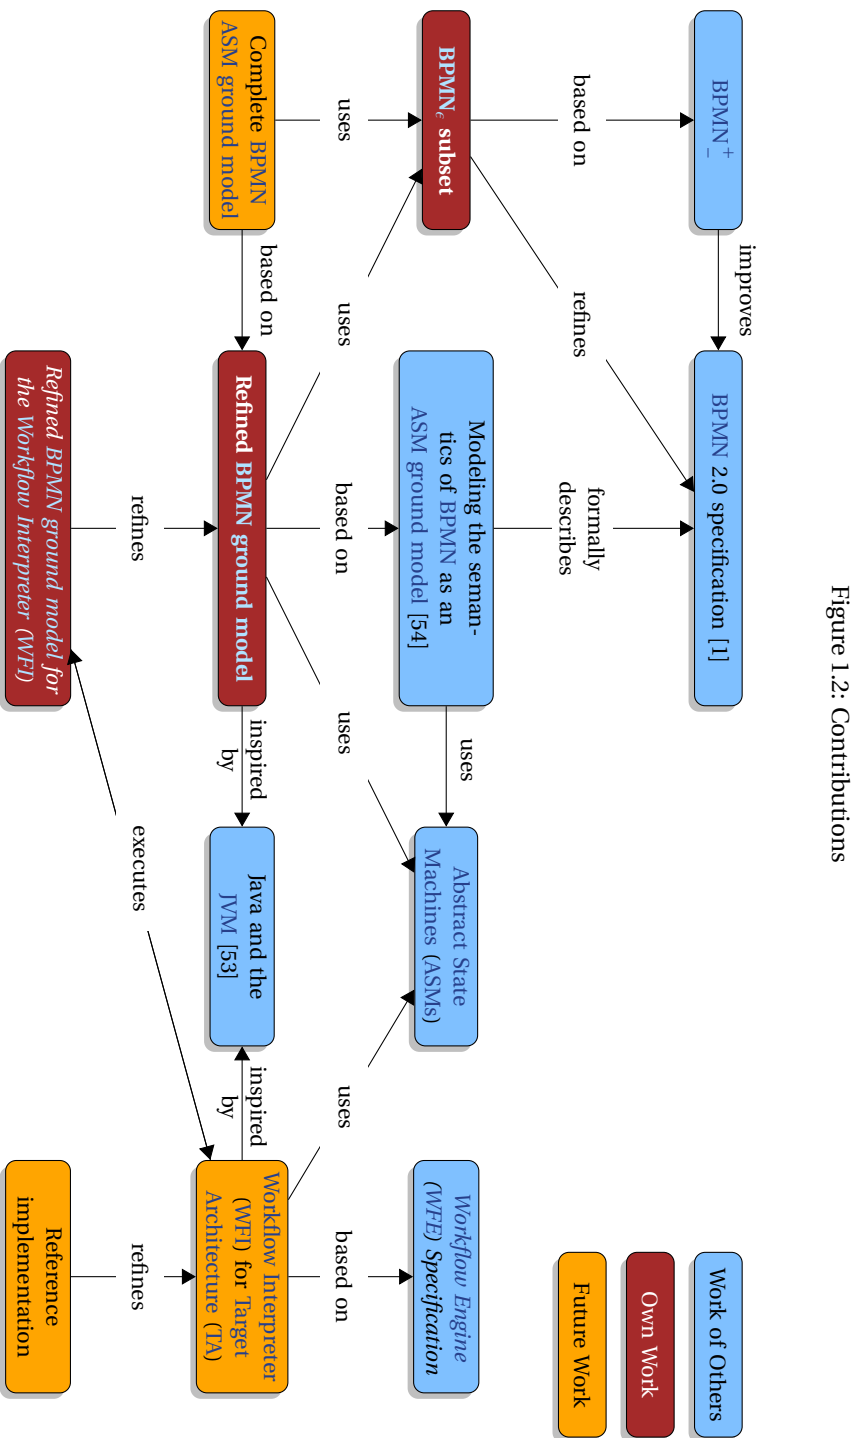 BPMN+−
improves
BPMN 2.0 specification [1]
Work of Others
based on
refines
formally
describes
Own Work
Future Work
BPMNe subset
Modeling the seman-
tics of BPMN as an
ASM ground model [54]
uses
Abstract State
Machines (ASMs)
Workflow Engine
(WFE) Specification
uses
uses
based on
uses
uses
based on
Complete BPMN
ASM ground model
based on
Refined BPMN ground model
inspired
by
Java and the
JVM [53]
inspired
by
Workflow Interpreter
(WFI) for Target
Architecture (TA)
refines
executes
refines
Refined BPMN ground model for
the Workflow Interpreter (WFI)
Reference
implementation
Figure 1.2: Contributions